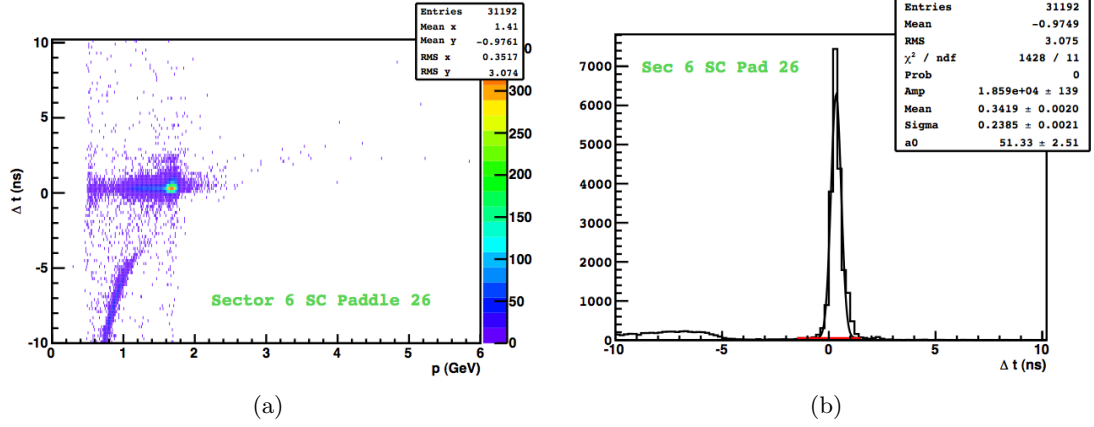 Entries 31192
Mean x 1.41
Mean y -0.9761
RMS x 0.3517
RMS y 3.074
10
5
0
-5
-10
Δ t (ns)
Sector 6 SC Paddle 26
0 1 2 3 4 5 6
p (GeV)
300
250
200
150
100
50
0
(a)
Entries 31192
Mean -0.9749
RMS 3.075
χ² / ndf 1428 / 11
Prob 0
Amp 1.859e+04 ± 139
Mean 0.3419 ± 0.0020
Sigma 0.2385 ± 0.0021
a0 51.33 ± 2.51
Sec 6 SC Pad 26
7000
6000
5000
4000
3000
2000
1000
0
-10 -5 0 5 10
Δ t (ns)
(b)